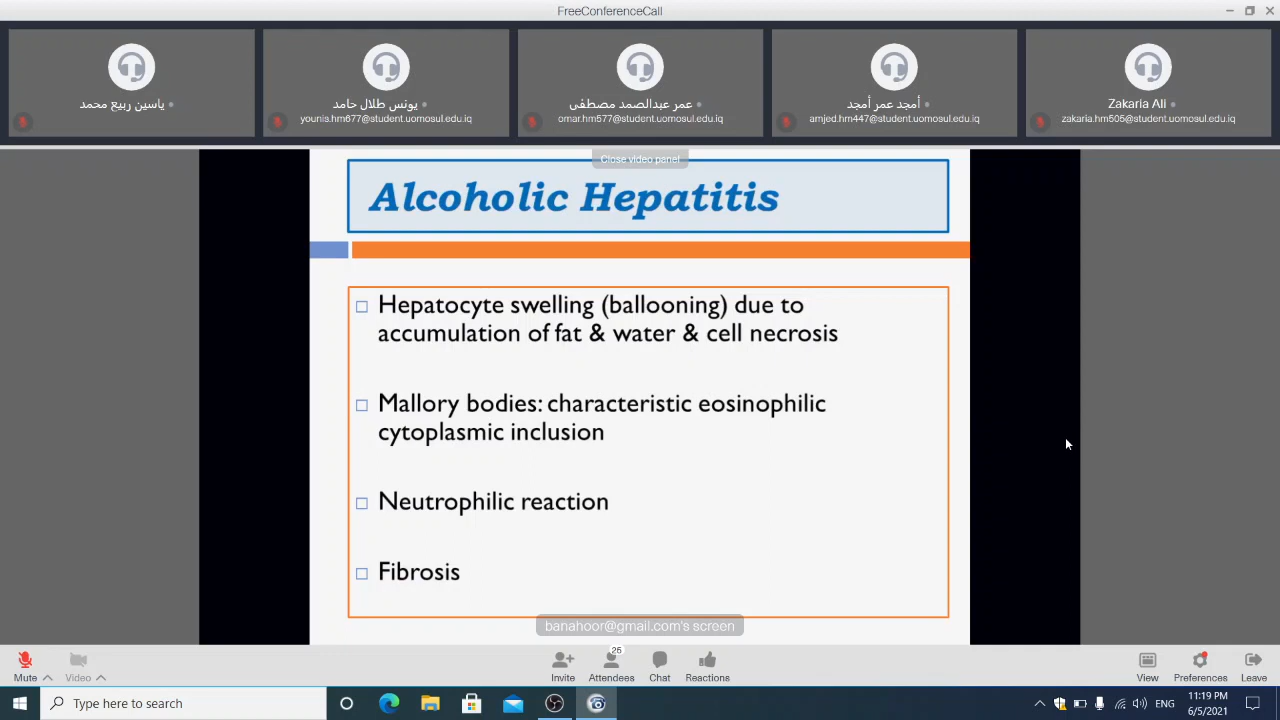 FreeConferenceCall
ياسين ربيع محمد
يونس طلال حامد
younis.hm677@student.uomosul.edu.iq
عمر عبدالصمد مصطفى
omar.hm577@student.uomosul.edu.iq
أمجد عمر أمجد
amjed.hm447@student.uomosul.edu.iq
Zakaria Ali
zakaria.hm505@student.uomosul.edu.iq
Close video panel
Alcoholic Hepatitis
Hepatocyte swelling (ballooning) due to
accumulation of fat & water & cell necrosis
Mallory bodies: characteristic eosinophilic
cytoplasmic inclusion
Neutrophilic reaction
Fibrosis
banahoor@gmail.com's screen
Mute
Video
Invite
26
Attendees
Chat
Reactions
View
Preferences
Leave
Type here to search
ENG
11:19 PM
6/5/2021